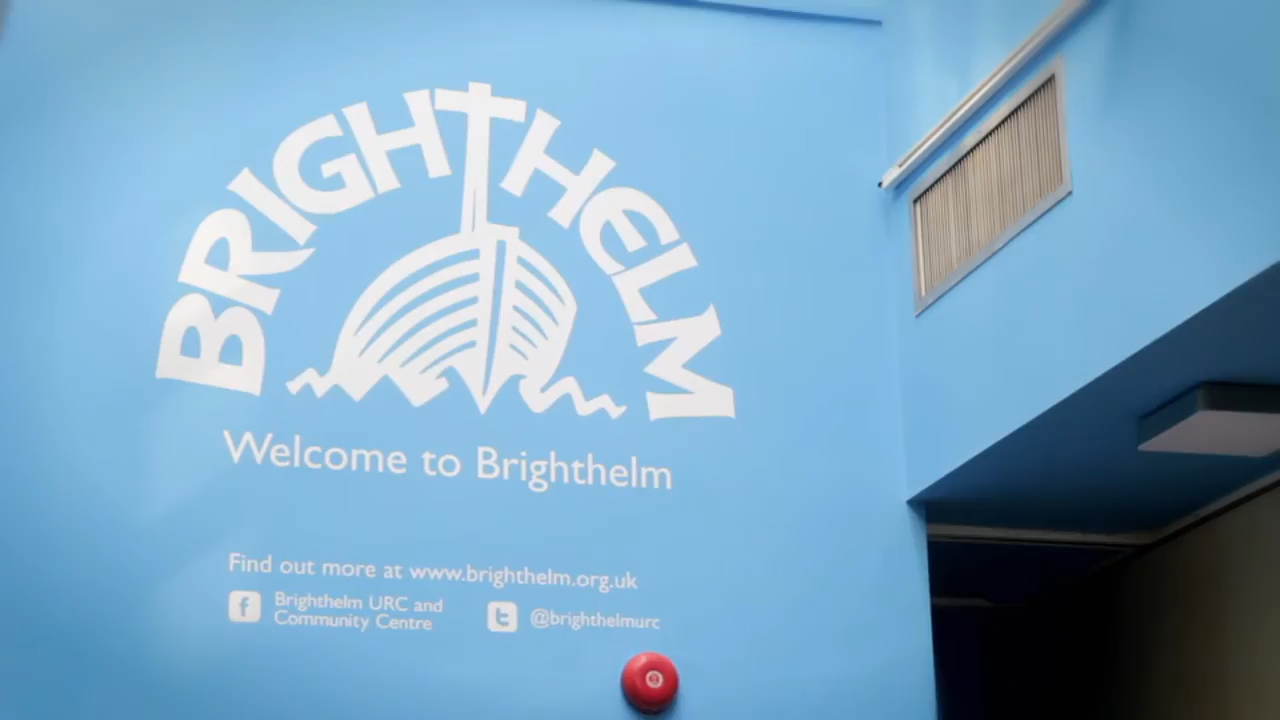 BRIGHTHELM
Welcome to Brighthelm
Find out more at www.brighthelm.org.uk
f Brighthelm URC and
Community Centre
t @brighthelmurc